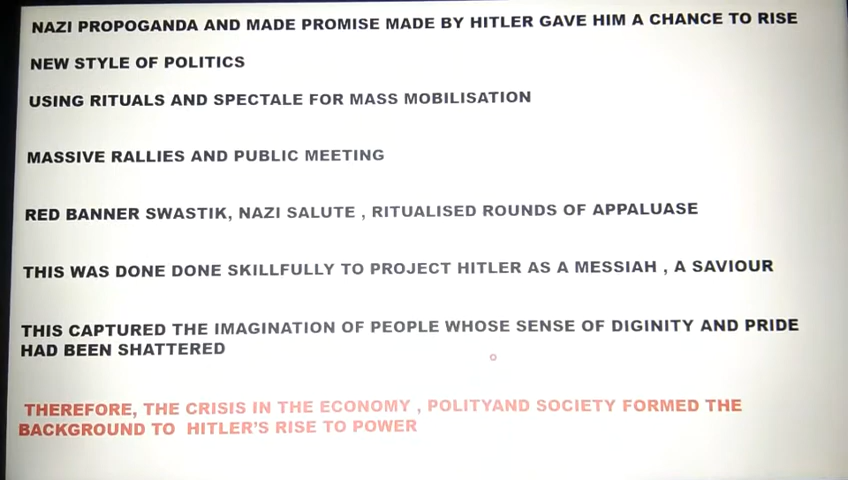 NAZI PROPOGANDA AND MADE PROMISE MADE BY HITLER GAVE HIM A CHANCE TO RISE
NEW STYLE OF POLITICS
USING RITUALS AND SPECTALE FOR MASS MOBILISATION
MASSIVE RALLIES AND PUBLIC MEETING
RED BANNER SWASTIK, NAZI SALUTE , RITUALISED ROUNDS OF APPALUASE
THIS WAS DONE DONE SKILLFULLY TO PROJECT HITLER AS A MESSIAH , A SAVIOUR
THIS CAPTURED THE IMAGINATION OF PEOPLE WHOSE SENSE OF DIGINITY AND PRIDE
HAD BEEN SHATTERED
THEREFORE, THE CRISIS IN THE ECONOMY , POLITYAND SOCIETY FORMED THE
BACKGROUND TO HITLER'S RISE TO POWER